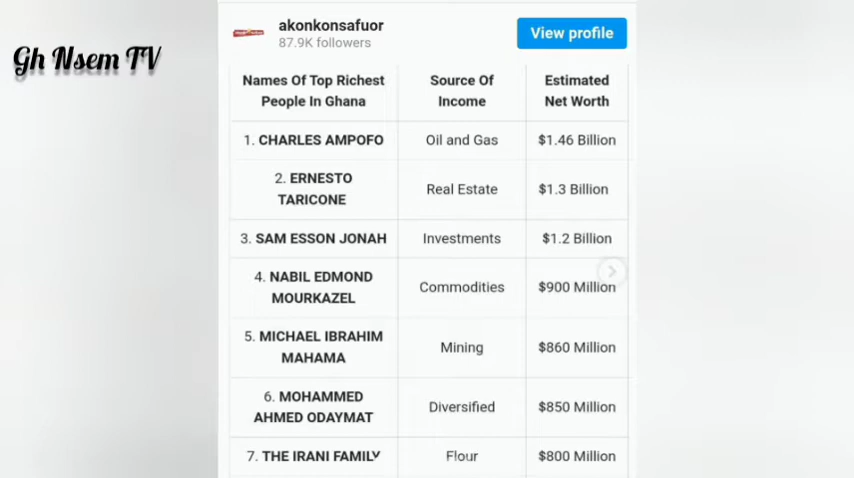 Gh Nsem TV
akonkonsafuor
87.9K followers
View profile
Names Of Top Richest People In Ghana
Source Of Income
Estimated Net Worth
1. CHARLES AMPOFO
Oil and Gas
$1.46 Billion
2. ERNESTO TARICONE
Real Estate
$1.3 Billion
3. SAM ESSON JONAH
Investments
$1.2 Billion
4. NABIL EDMOND MOURKAZEL
Commodities
$900 Million
5. MICHAEL IBRAHIM MAHAMA
Mining
$860 Million
6. MOHAMMED AHMED ODAYMAT
Diversified
$850 Million
7. THE IRANI FAMILY
Flour
$800 Million